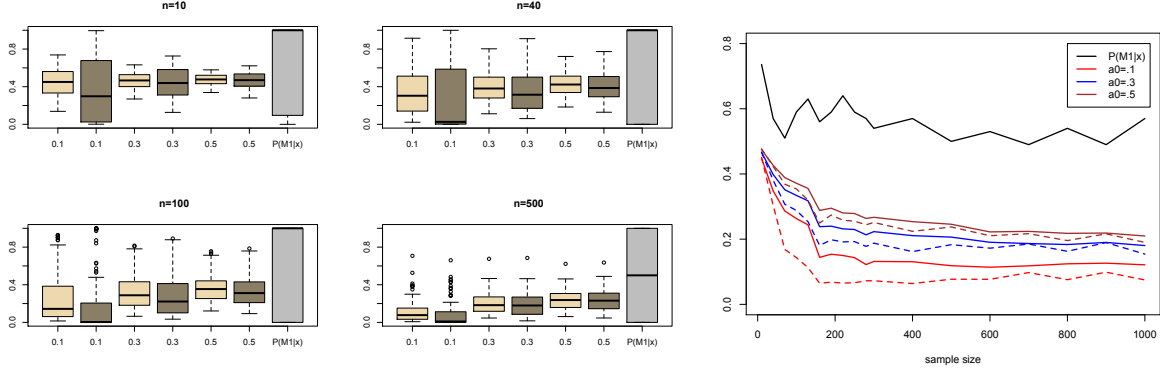 n=10
0.0 0.4 0.8
0.1 0.1 0.3 0.3 0.5 0.5 P(M1|x)
n=40
0.0 0.4 0.8
0.1 0.1 0.3 0.3 0.5 0.5 P(M1|x)
n=100
0.0 0.4 0.8
0.1 0.1 0.3 0.3 0.5 0.5 P(M1|x)
n=500
0.0 0.4 0.8
0.1 0.1 0.3 0.3 0.5 0.5 P(M1|x)
0.0 0.2 0.4 0.6 0.8
P(M1|x)
a0=.1
a0=.3
a0=.5
0 200 400 600 800 1000
sample size